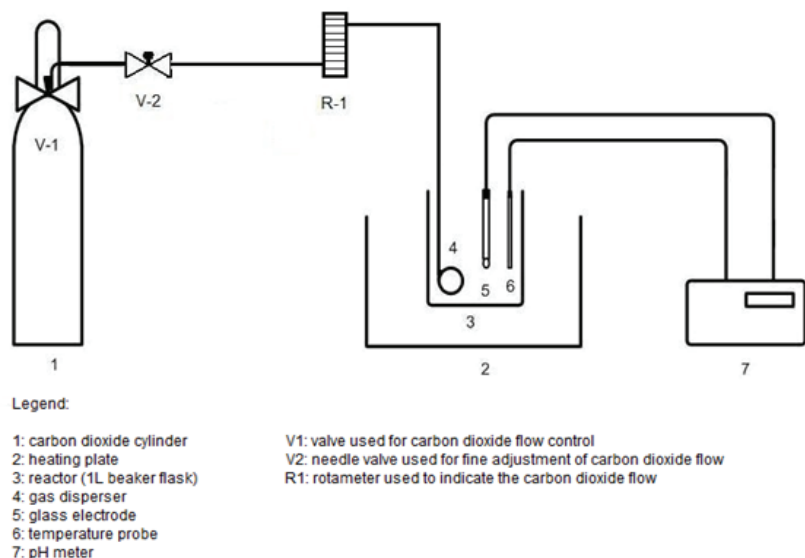 V-1
V-2
R-1
4
5
6
3
1
2
7
Legend:
1: carbon dioxide cylinder
2: heating plate
3: reactor (1L beaker flask)
4: gas disperser
5: glass electrode
6: temperature probe
7: pH meter
V1: valve used for carbon dioxide flow control
V2: needle valve used for fine adjustment of carbon dioxide flow
R1: rotameter used to indicate the carbon dioxide flow